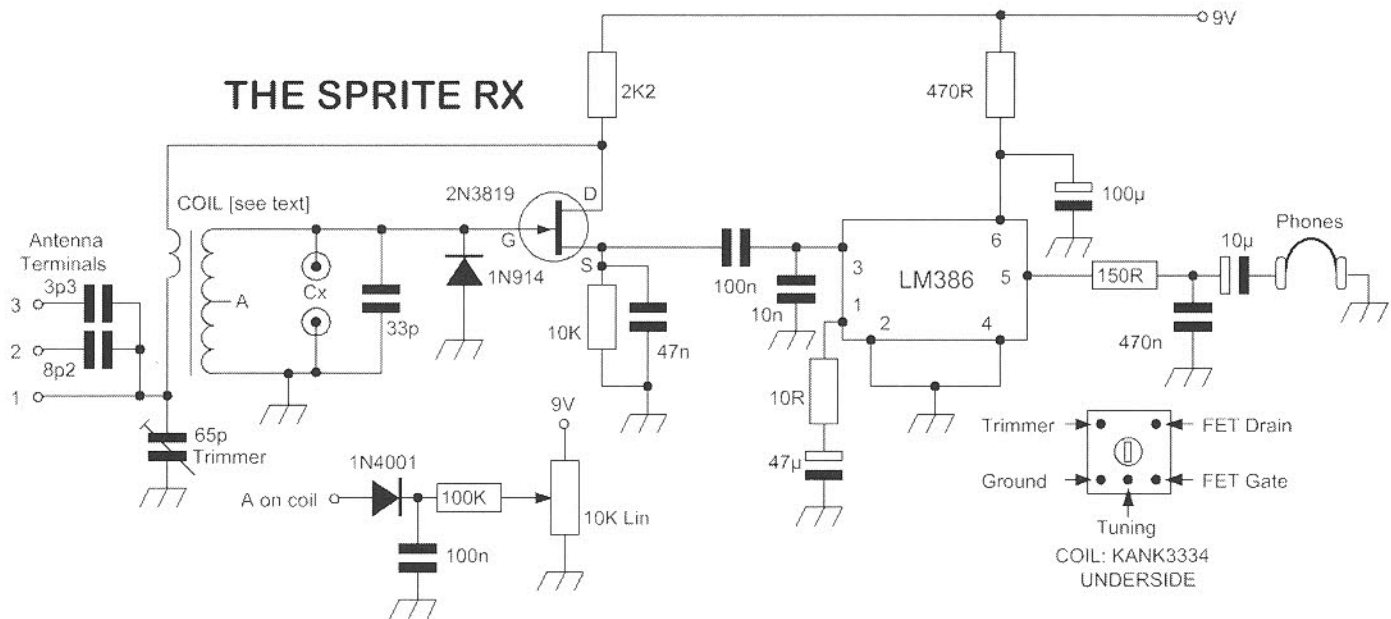 9V
THE SPRITE RX
2K2
470R
2N3819
D
COIL [see text]
100µ
Phones
G
6
10µ
Antenna
Terminals
1N914
S
3
5
150R
3p3
A
Cx
100n
LM386
3
33p
10n
1
2
10K
2
4
470n
8p2
47n
1
10R
9V
65p
Trimmer
Trimmer
FET Drain
1N4001
47µ
Ground
FET Gate
A on coil
100K
10K Lin
Tuning
100n
COIL: KANK3334
UNDERSIDE